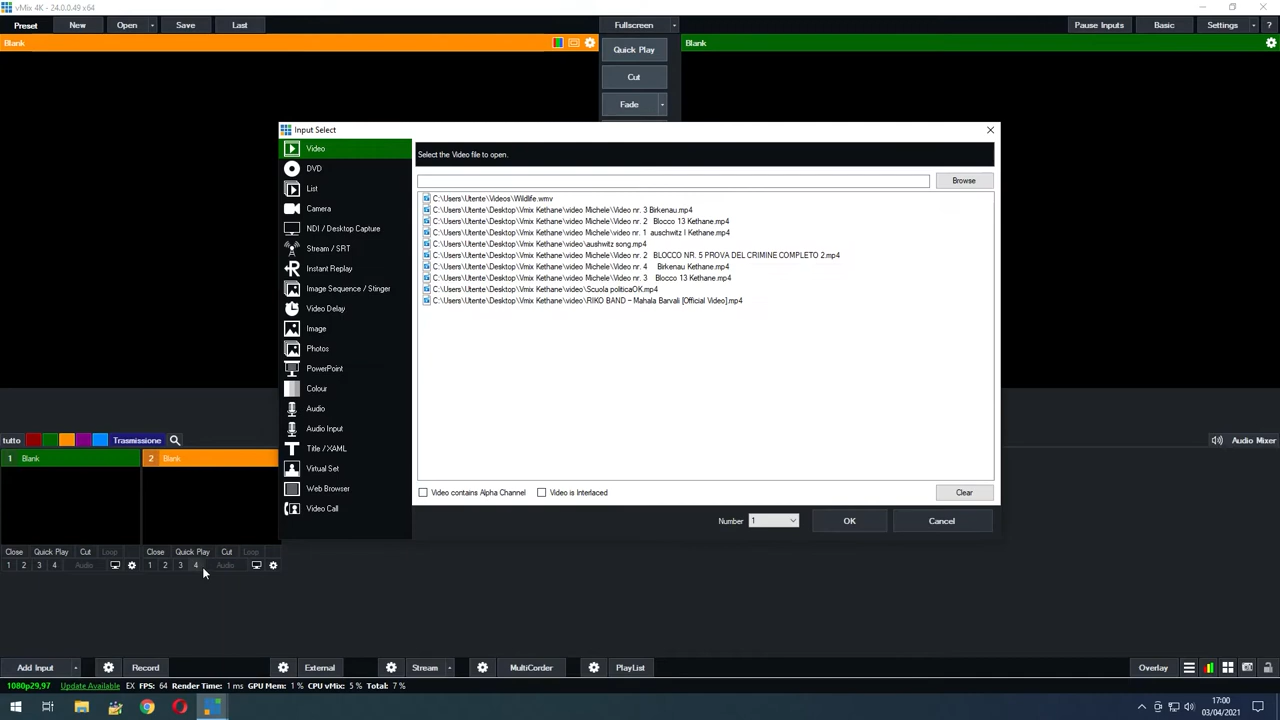 vMix 4K - 24.0.0.49 x64
Preset New Open Save Last Fullscreen Pause Inputs Basic Settings ?
Blank
Quick Play
Blank
Cut
Fade
Input Select
Video
DVD
List
Camera
NDI / Desktop Capture
Stream / SRT
Instant Replay
Image Sequence / Stinger
Video Delay
Image
Photos
PowerPoint
Colour
Audio
Audio Input
Title / XAML
Virtual Set
Web Browser
Video Call
Select the Video file to open.
Browse
C:\Users\Utente\Videos\Wildlife.wmv
C:\Users\Utente\Desktop\Vmix Kethane\video Michele\Video nr. 3 Birkenau.mp4
C:\Users\Utente\Desktop\Vmix Kethane\video Michele\Video nr. 2   Blocco 13 Kethane.mp4
C:\Users\Utente\Desktop\Vmix Kethane\video Michele\Video nr. 1  auschwitz I Kethane.mp4
C:\Users\Utente\Desktop\Vmix Kethane\video\aushwitz song.mp4
C:\Users\Utente\Desktop\Vmix Kethane\video Michele\Video nr. 2   BLOCCO NR. 5 PROVA DEL CRIMINE COMPLETO 2.mp4
C:\Users\Utente\Desktop\Vmix Kethane\video Michele\Video nr. 4    Birkenau Kethane.mp4
C:\Users\Utente\Desktop\Vmix Kethane\video Michele\Video nr. 3   Blocco 13 Kethane.mp4
C:\Users\Utente\Desktop\Vmix Kethane\video\Scuola politicaOK.mp4
C:\Users\Utente\Desktop\Vmix Kethane\video\RIKO BAND – Mahala Barvali [Official Video].mp4
Video contains Alpha Channel Video is Interlaced Clear
Number 1 OK Cancel
tutto Trasmissione Audio Mixer
1 Blank 2 Blank
Close Quick Play Cut Loop Close Quick Play Cut Loop
1 2 3 4 Audio 1 2 3 4 Audio
Add Input Record External Stream MultiCorder PlayList Overlay
1080p29,97 Update Available EX FPS: 64 Render Time: 1 ms GPU Mem: 1 % CPU vMix: 5 % Total: 7 %
17:00
03/04/2021